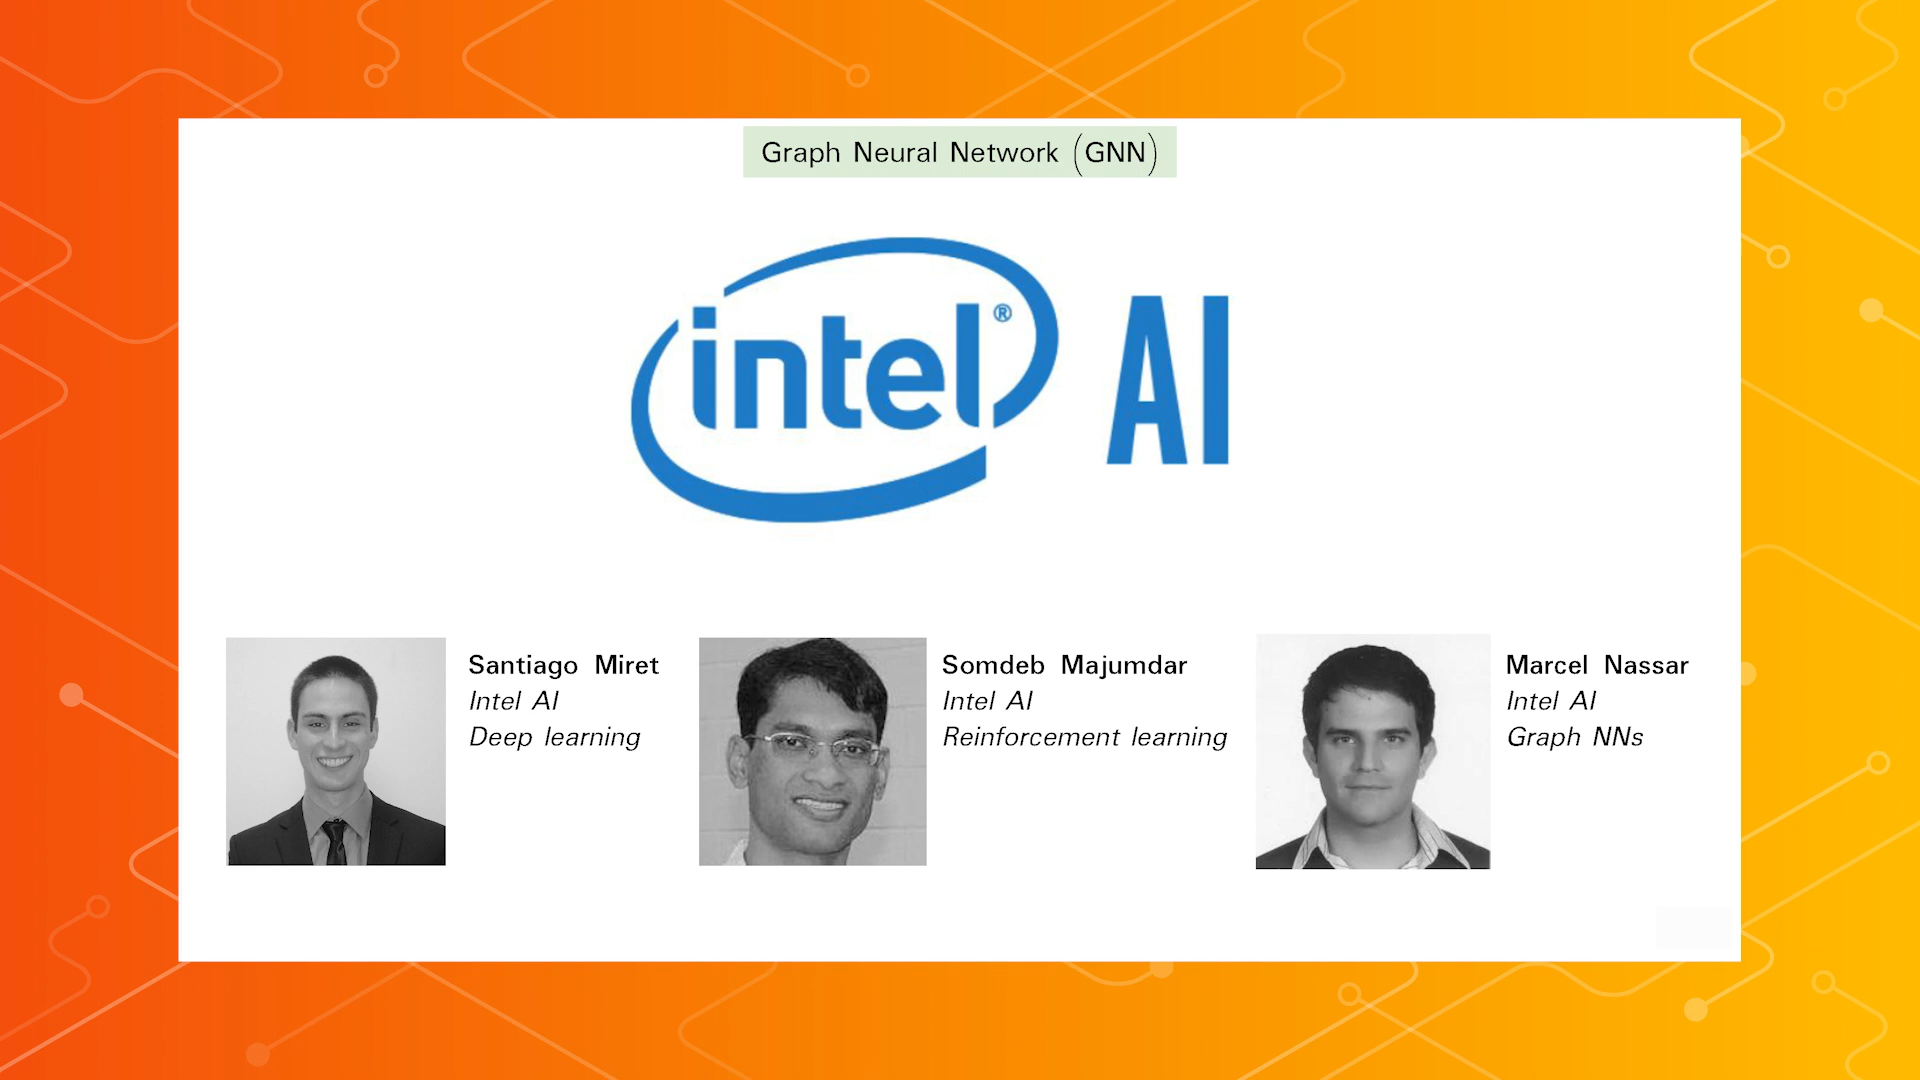 Graph Neural Network (GNN)
intel® AI
Santiago Miret
Intel AI
Deep learning
Somdeb Majumdar
Intel AI
Reinforcement learning
Marcel Nassar
Intel AI
Graph NNs